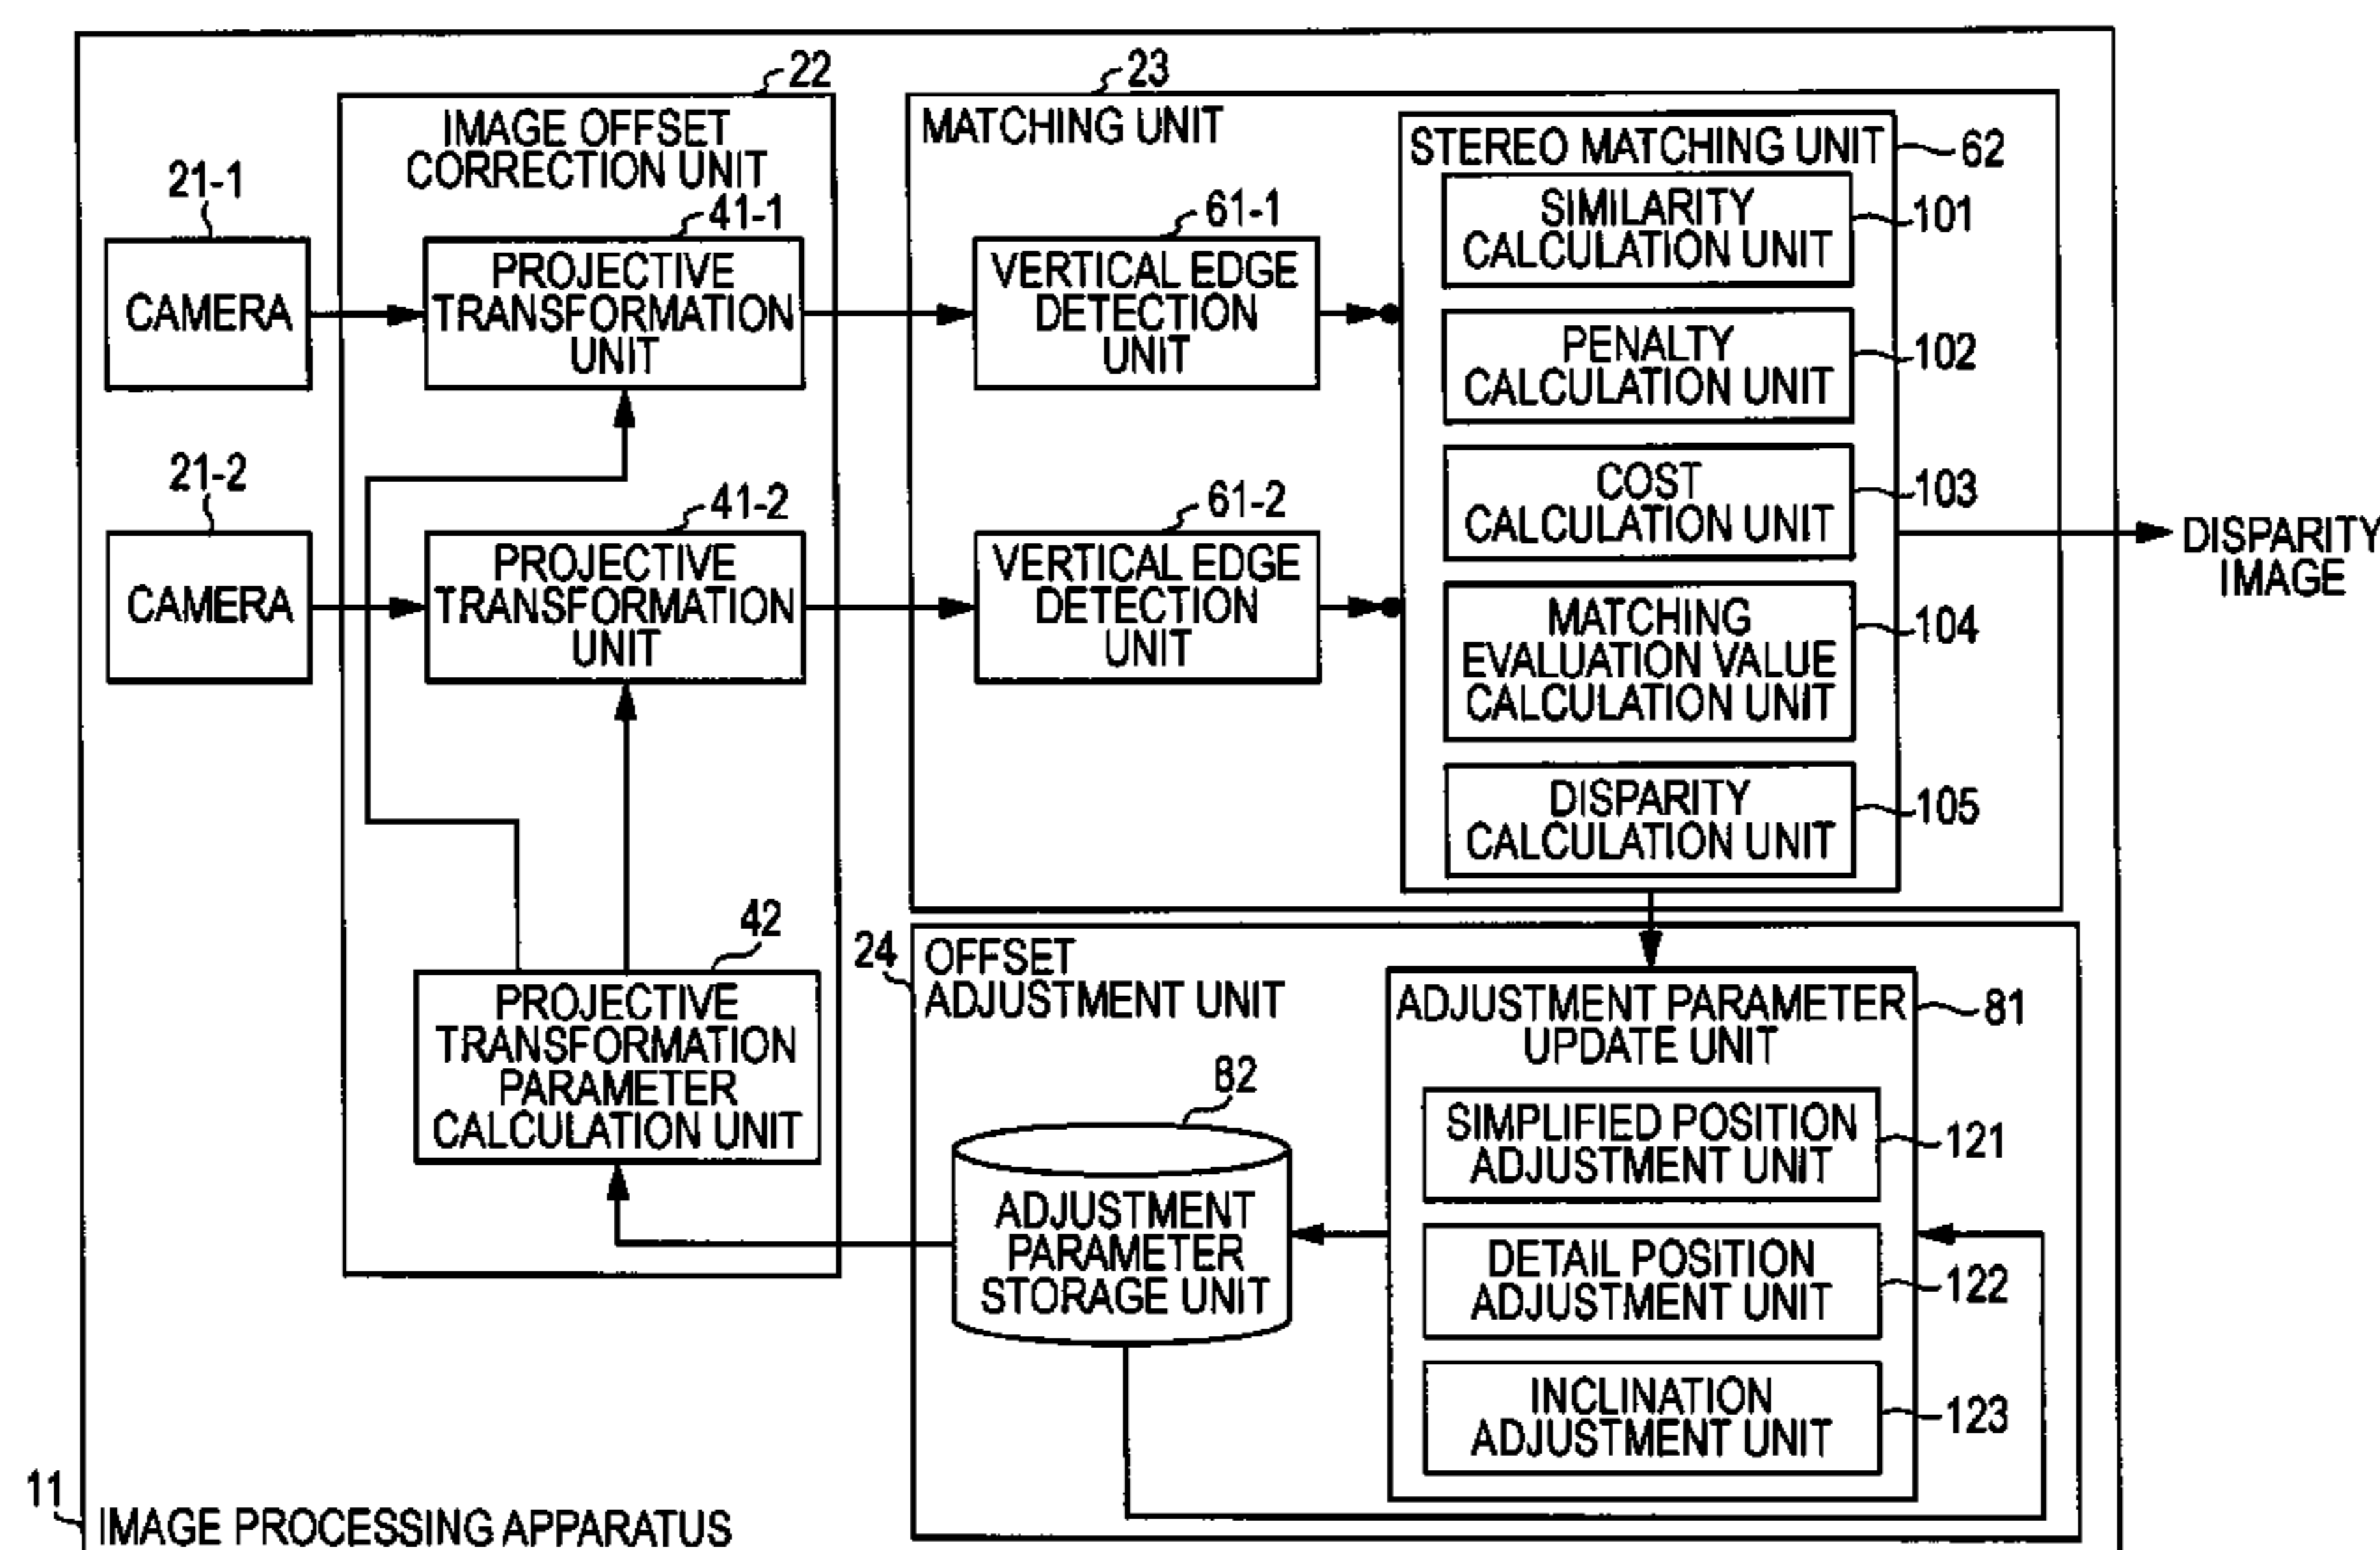 22
23
IMAGE OFFSET
CORRECTION UNIT
MATCHING UNIT
STEREO MATCHING UNIT
62
21-1
CAMERA
41-1
PROJECTIVE
TRANSFORMATION
UNIT
61-1
VERTICAL EDGE
DETECTION
UNIT
SIMILARITY
CALCULATION UNIT
101
PENALTY
CALCULATION UNIT
102
21-2
CAMERA
41-2
PROJECTIVE
TRANSFORMATION
UNIT
61-2
VERTICAL EDGE
DETECTION
UNIT
COST
CALCULATION UNIT
103
MATCHING
EVALUATION VALUE
CALCULATION UNIT
104
DISPARITY
CALCULATION UNIT
105
DISPARITY
IMAGE
42
PROJECTIVE
TRANSFORMATION
PARAMETER
CALCULATION UNIT
24
OFFSET
ADJUSTMENT UNIT
82
ADJUSTMENT
PARAMETER
STORAGE UNIT
ADJUSTMENT PARAMETER
UPDATE UNIT
81
SIMPLIFIED POSITION
ADJUSTMENT UNIT
121
DETAIL POSITION
ADJUSTMENT UNIT
122
INCLINATION
ADJUSTMENT UNIT
123
11
IMAGE PROCESSING APPARATUS